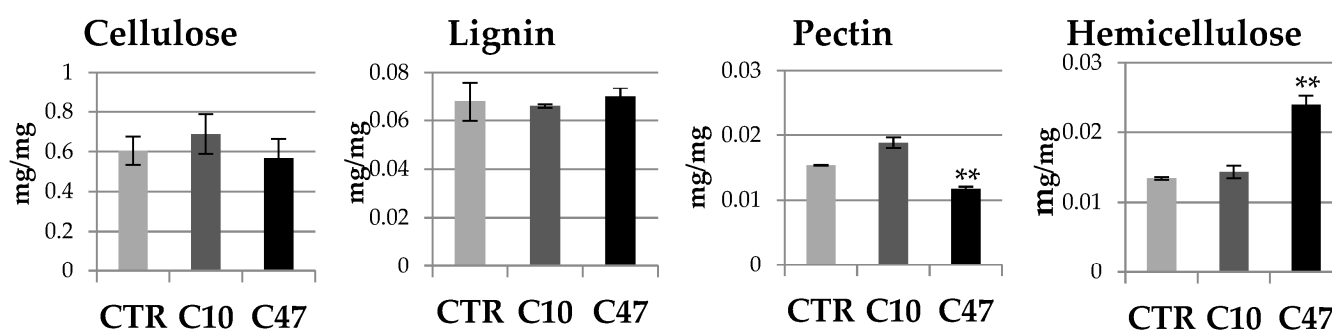 Cellulose
1
0.8
0.6
0.4
0.2
0
mg/mg
CTR C10 C47
Lignin
0.08
0.06
0.04
0.02
0
mg/mg
CTR C10 C47
Pectin
0.03
0.02
0.01
0
mg/mg
**
CTR C10 C47
Hemicellulose
0.03
0.02
0.01
0
mg/mg
**
CTR C10 C47